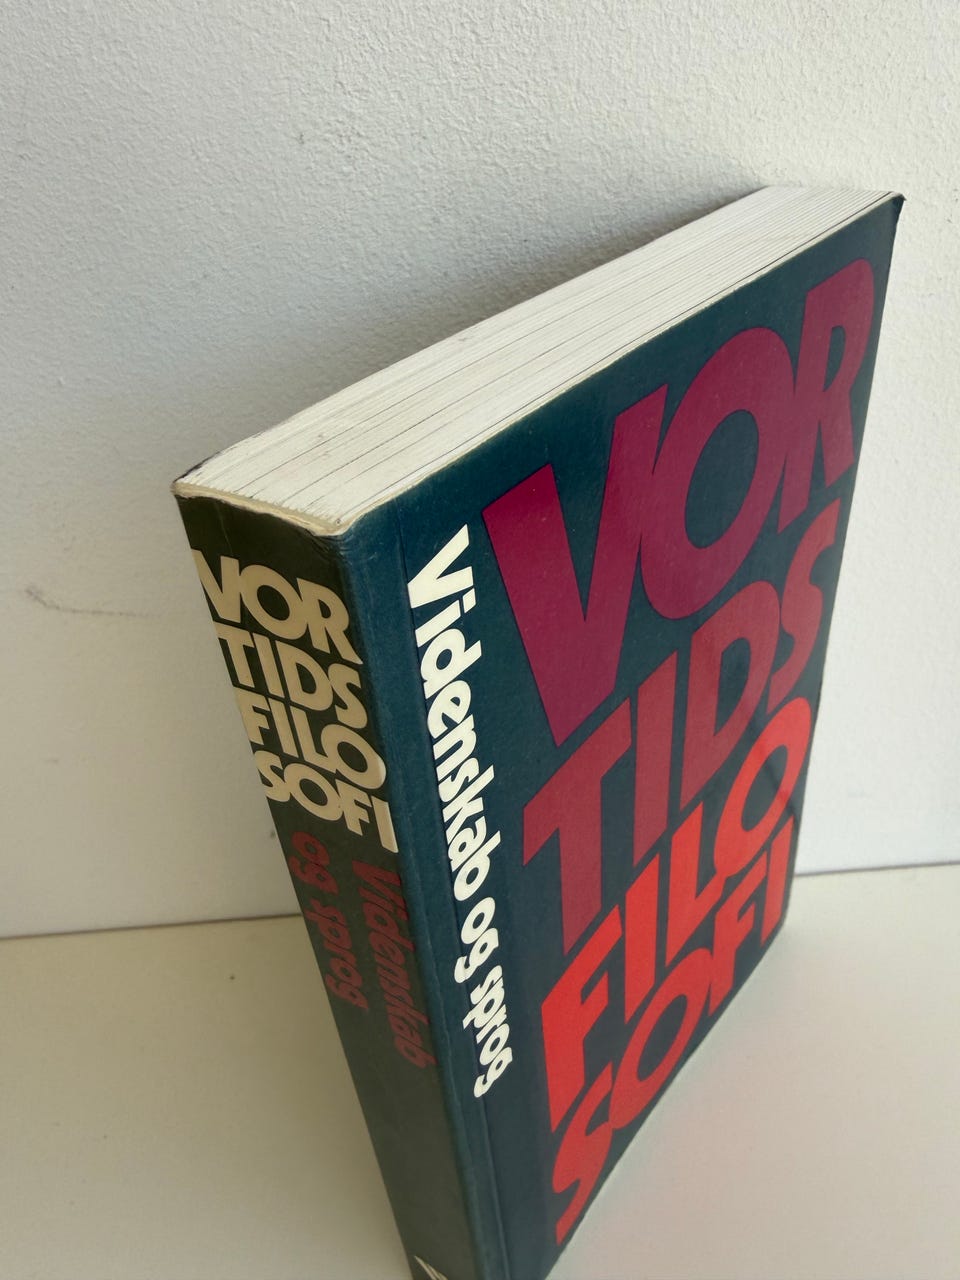 VOR
TIDS
FILO
SOFI
Videnskab
og sprog
Videnskab og sprog
VOR
TIDS
FILO
SOFI